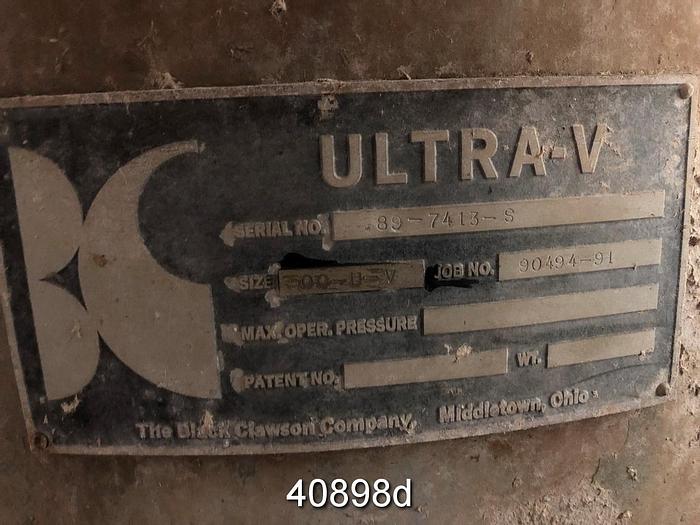 ULTRA-V
SERIAL NO. 89-7413-S
SIZE JOB NO. 90494-91
MAX. OPER. PRESSURE
PATENT NO. WT.
The Black Clawson Company, Middletown, Ohio
40898d